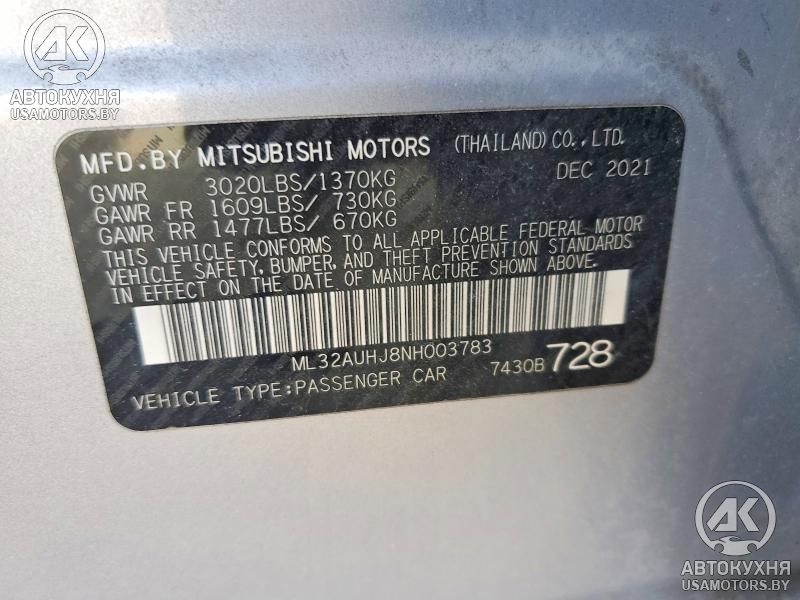 AK
АВТОКУХНЯ
USAMOTORS.BY
MFD.BY MITSUBISHI MOTORS (THAILAND) CO., LTD.
GVWR 3020LBS/1370KG DEC 2021
GAWR FR 1609LBS/ 730KG
GAWR RR 1477LBS/ 670KG
THIS VEHICLE CONFORMS TO ALL APPLICABLE FEDERAL MOTOR
VEHICLE SAFETY, BUMPER, AND THEFT PREVENTION STANDARDS
IN EFFECT ON THE DATE OF MANUFACTURE SHOWN ABOVE.
ML32AUHJ8NH003783
VEHICLE TYPE:PASSENGER CAR 7430B 728
AK
АВТОКУХНЯ
USAMOTORS.BY